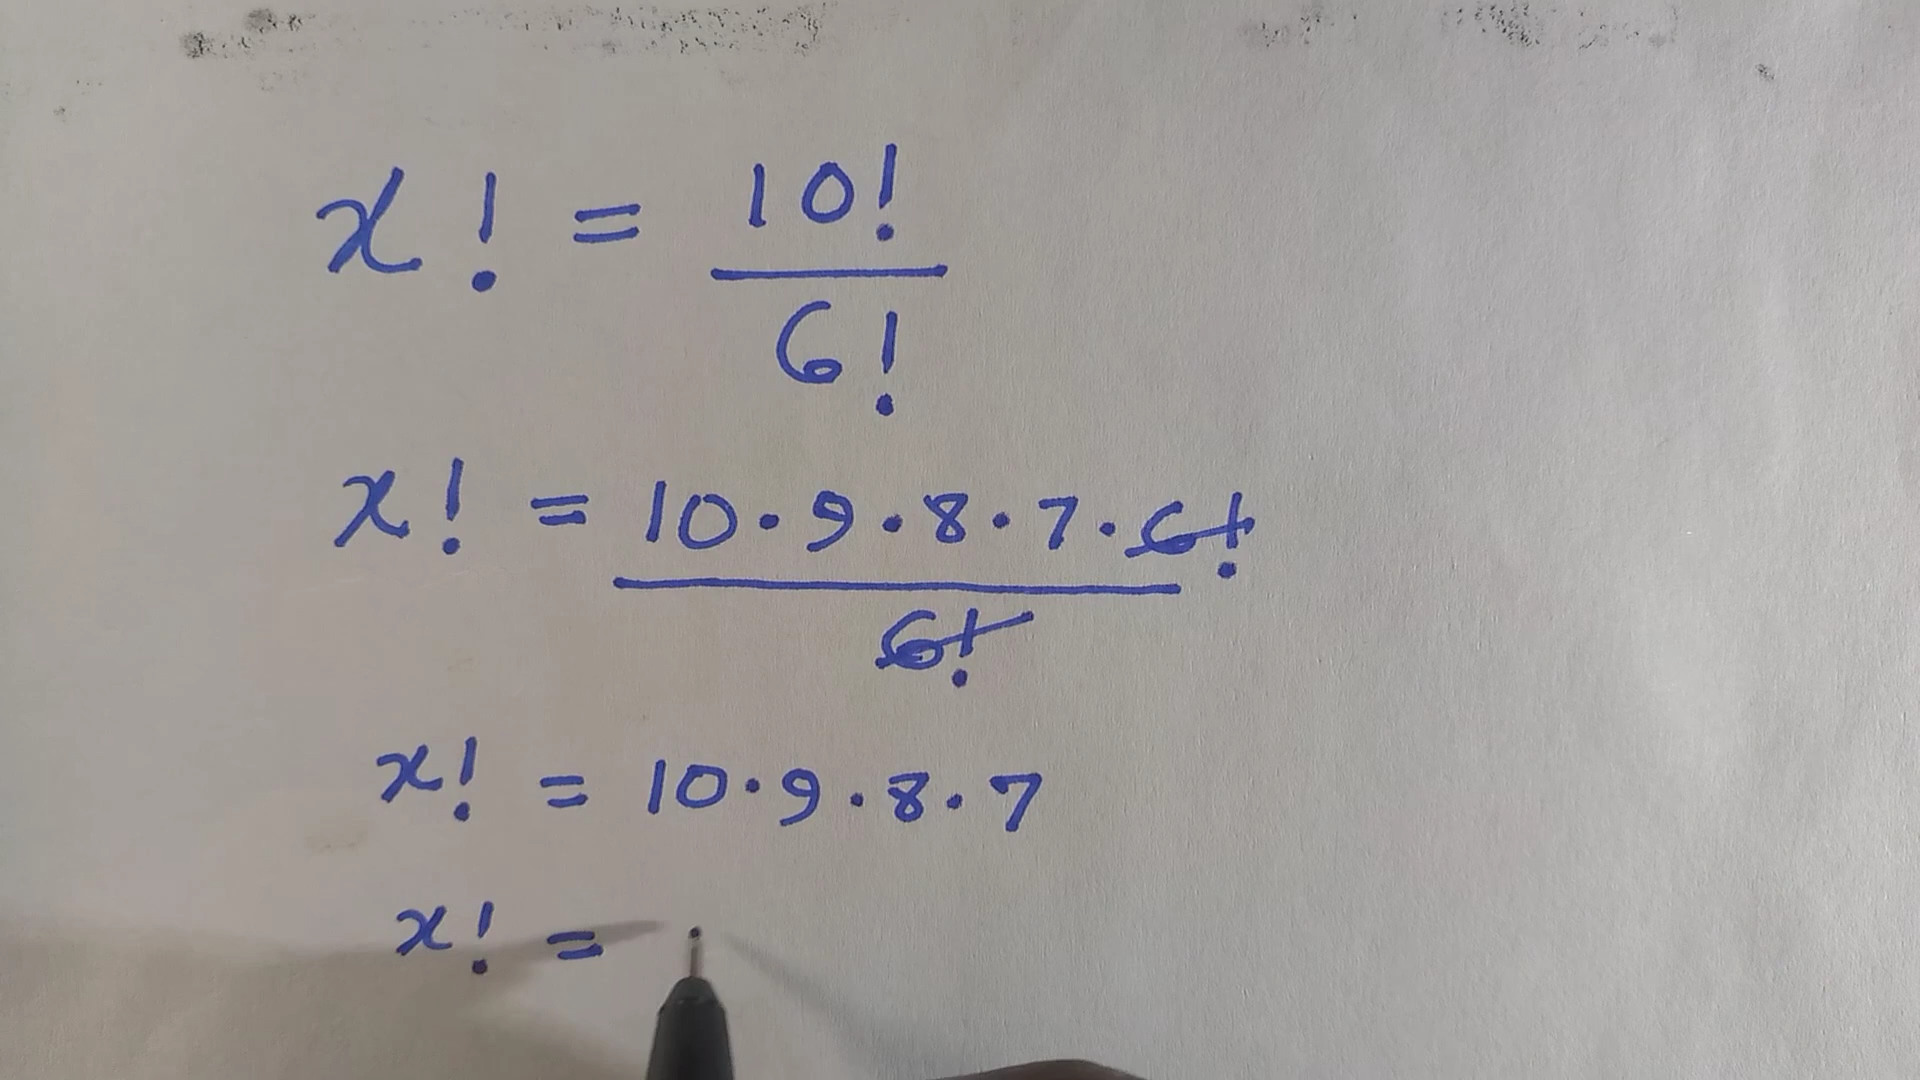 x! = 10!/6!
x! = 10·9·8·7·6!/6!
x! = 10·9·8·7
x! =